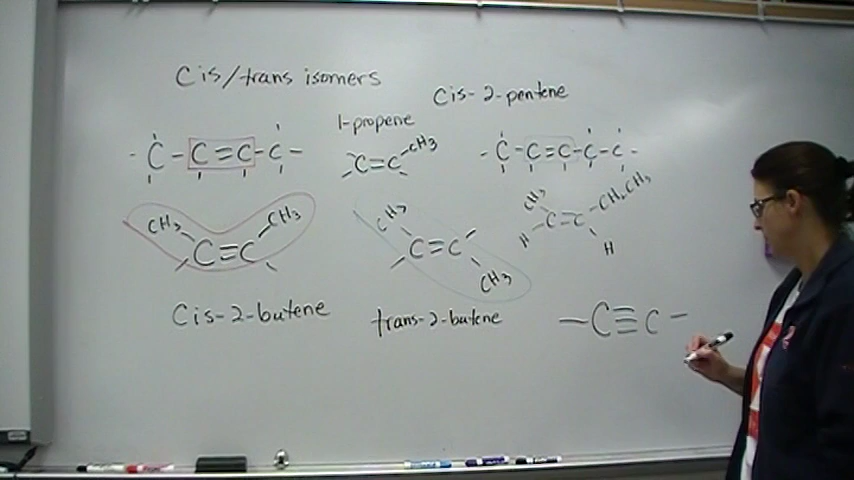 Cis/trans isomers
Cis-2-pentene
1-propene
- C - C = C - C -
C = C - CH3
- C - C = C - C - C -
CH3 CH3
C = C
CH3
C = C
CH3
CH3 CH2CH3
C = C
H H
Cis-2-butene
trans-2-butene
- C ≡ C -